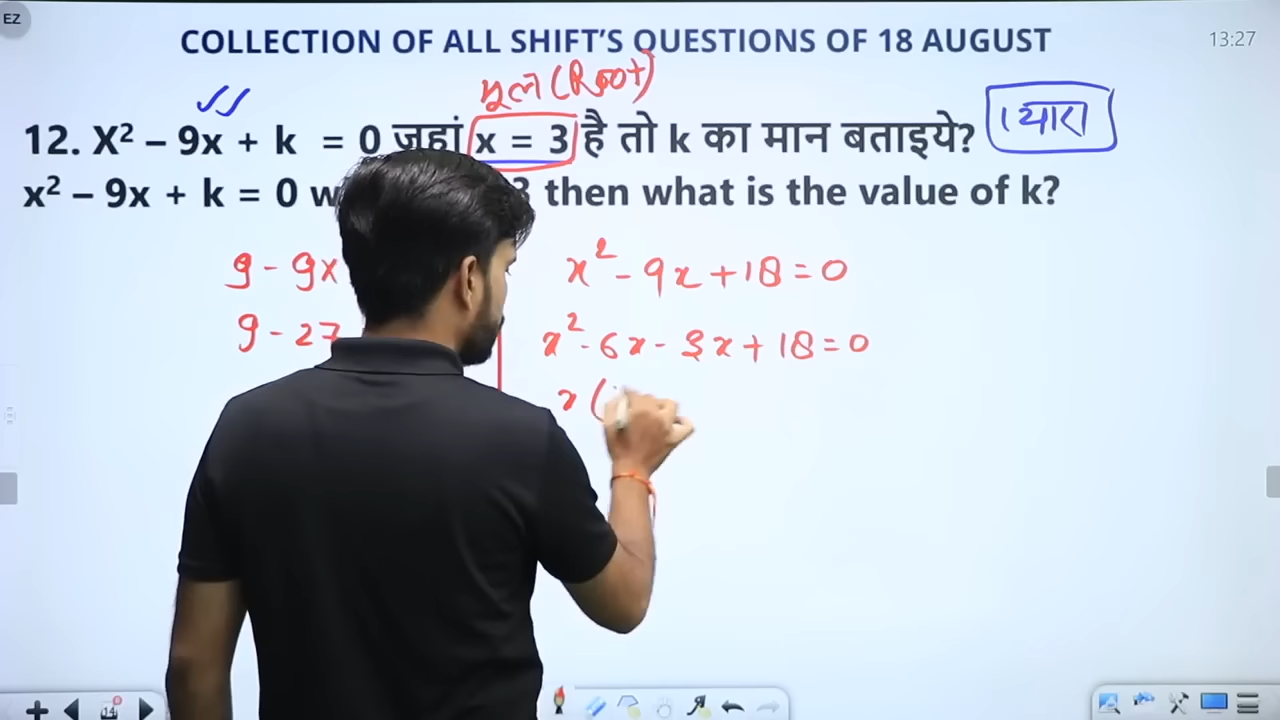 EZ
COLLECTION OF ALL SHIFT'S QUESTIONS OF 18 AUGUST
13:27
मूल (Root)
12. X² – 9x + k = 0 जहां x = 3 है तो k का मान बताइये?
x² – 9x + k = 0 w 3 then what is the value of k?
9 - 9x
x² - 9x + 18 = 0
9 - 27
x² - 6x - 3x + 18 = 0
x (